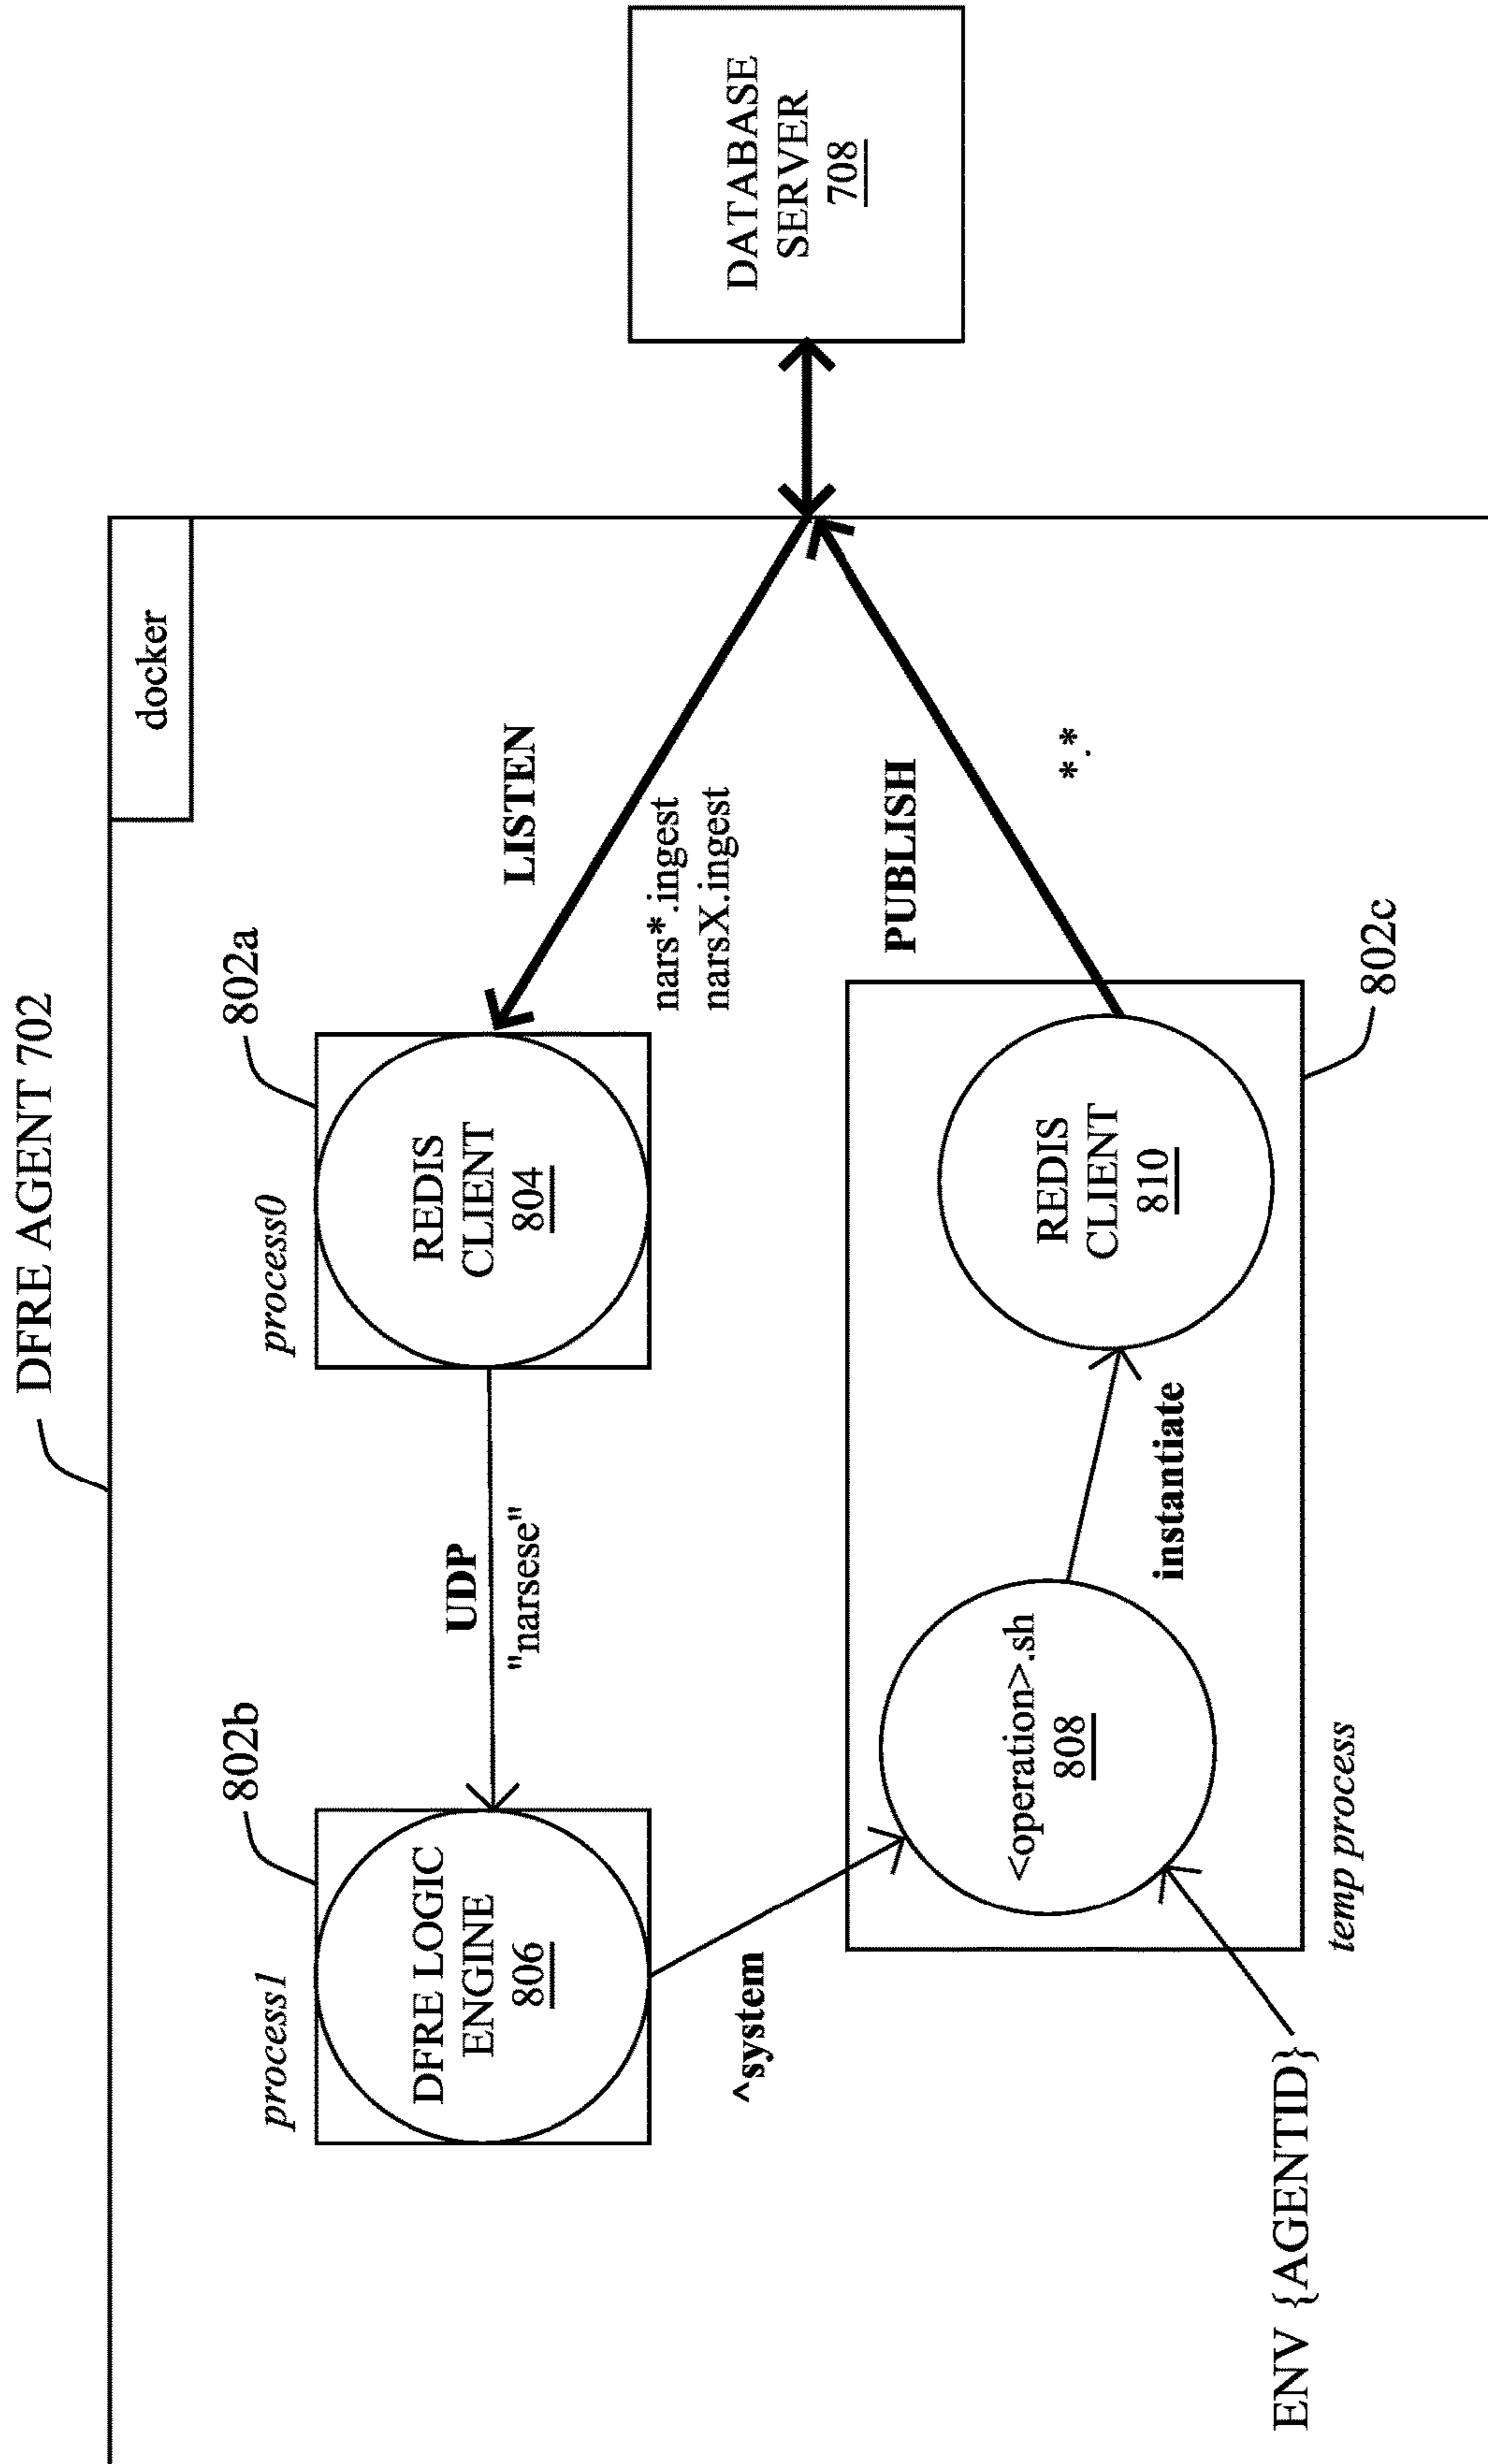 DFRE AGENT 702
docker
process1
802b
process0
802a
DFRE LOGIC
ENGINE
806
UDP
"narsese"
REDIS
CLIENT
804
LISTEN
nars*.ingest
narsX.ingest
DATABASE
SERVER
708
^system
PUBLISH
*.*
<operation>.sh
808
instantiate
REDIS
CLIENT
810
802c
temp process
ENV {AGENTID}